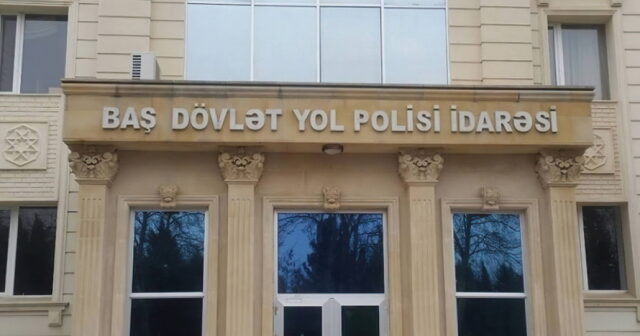 BAŞ DÖVLƏT YOL POLİSİ İDARƏSİ